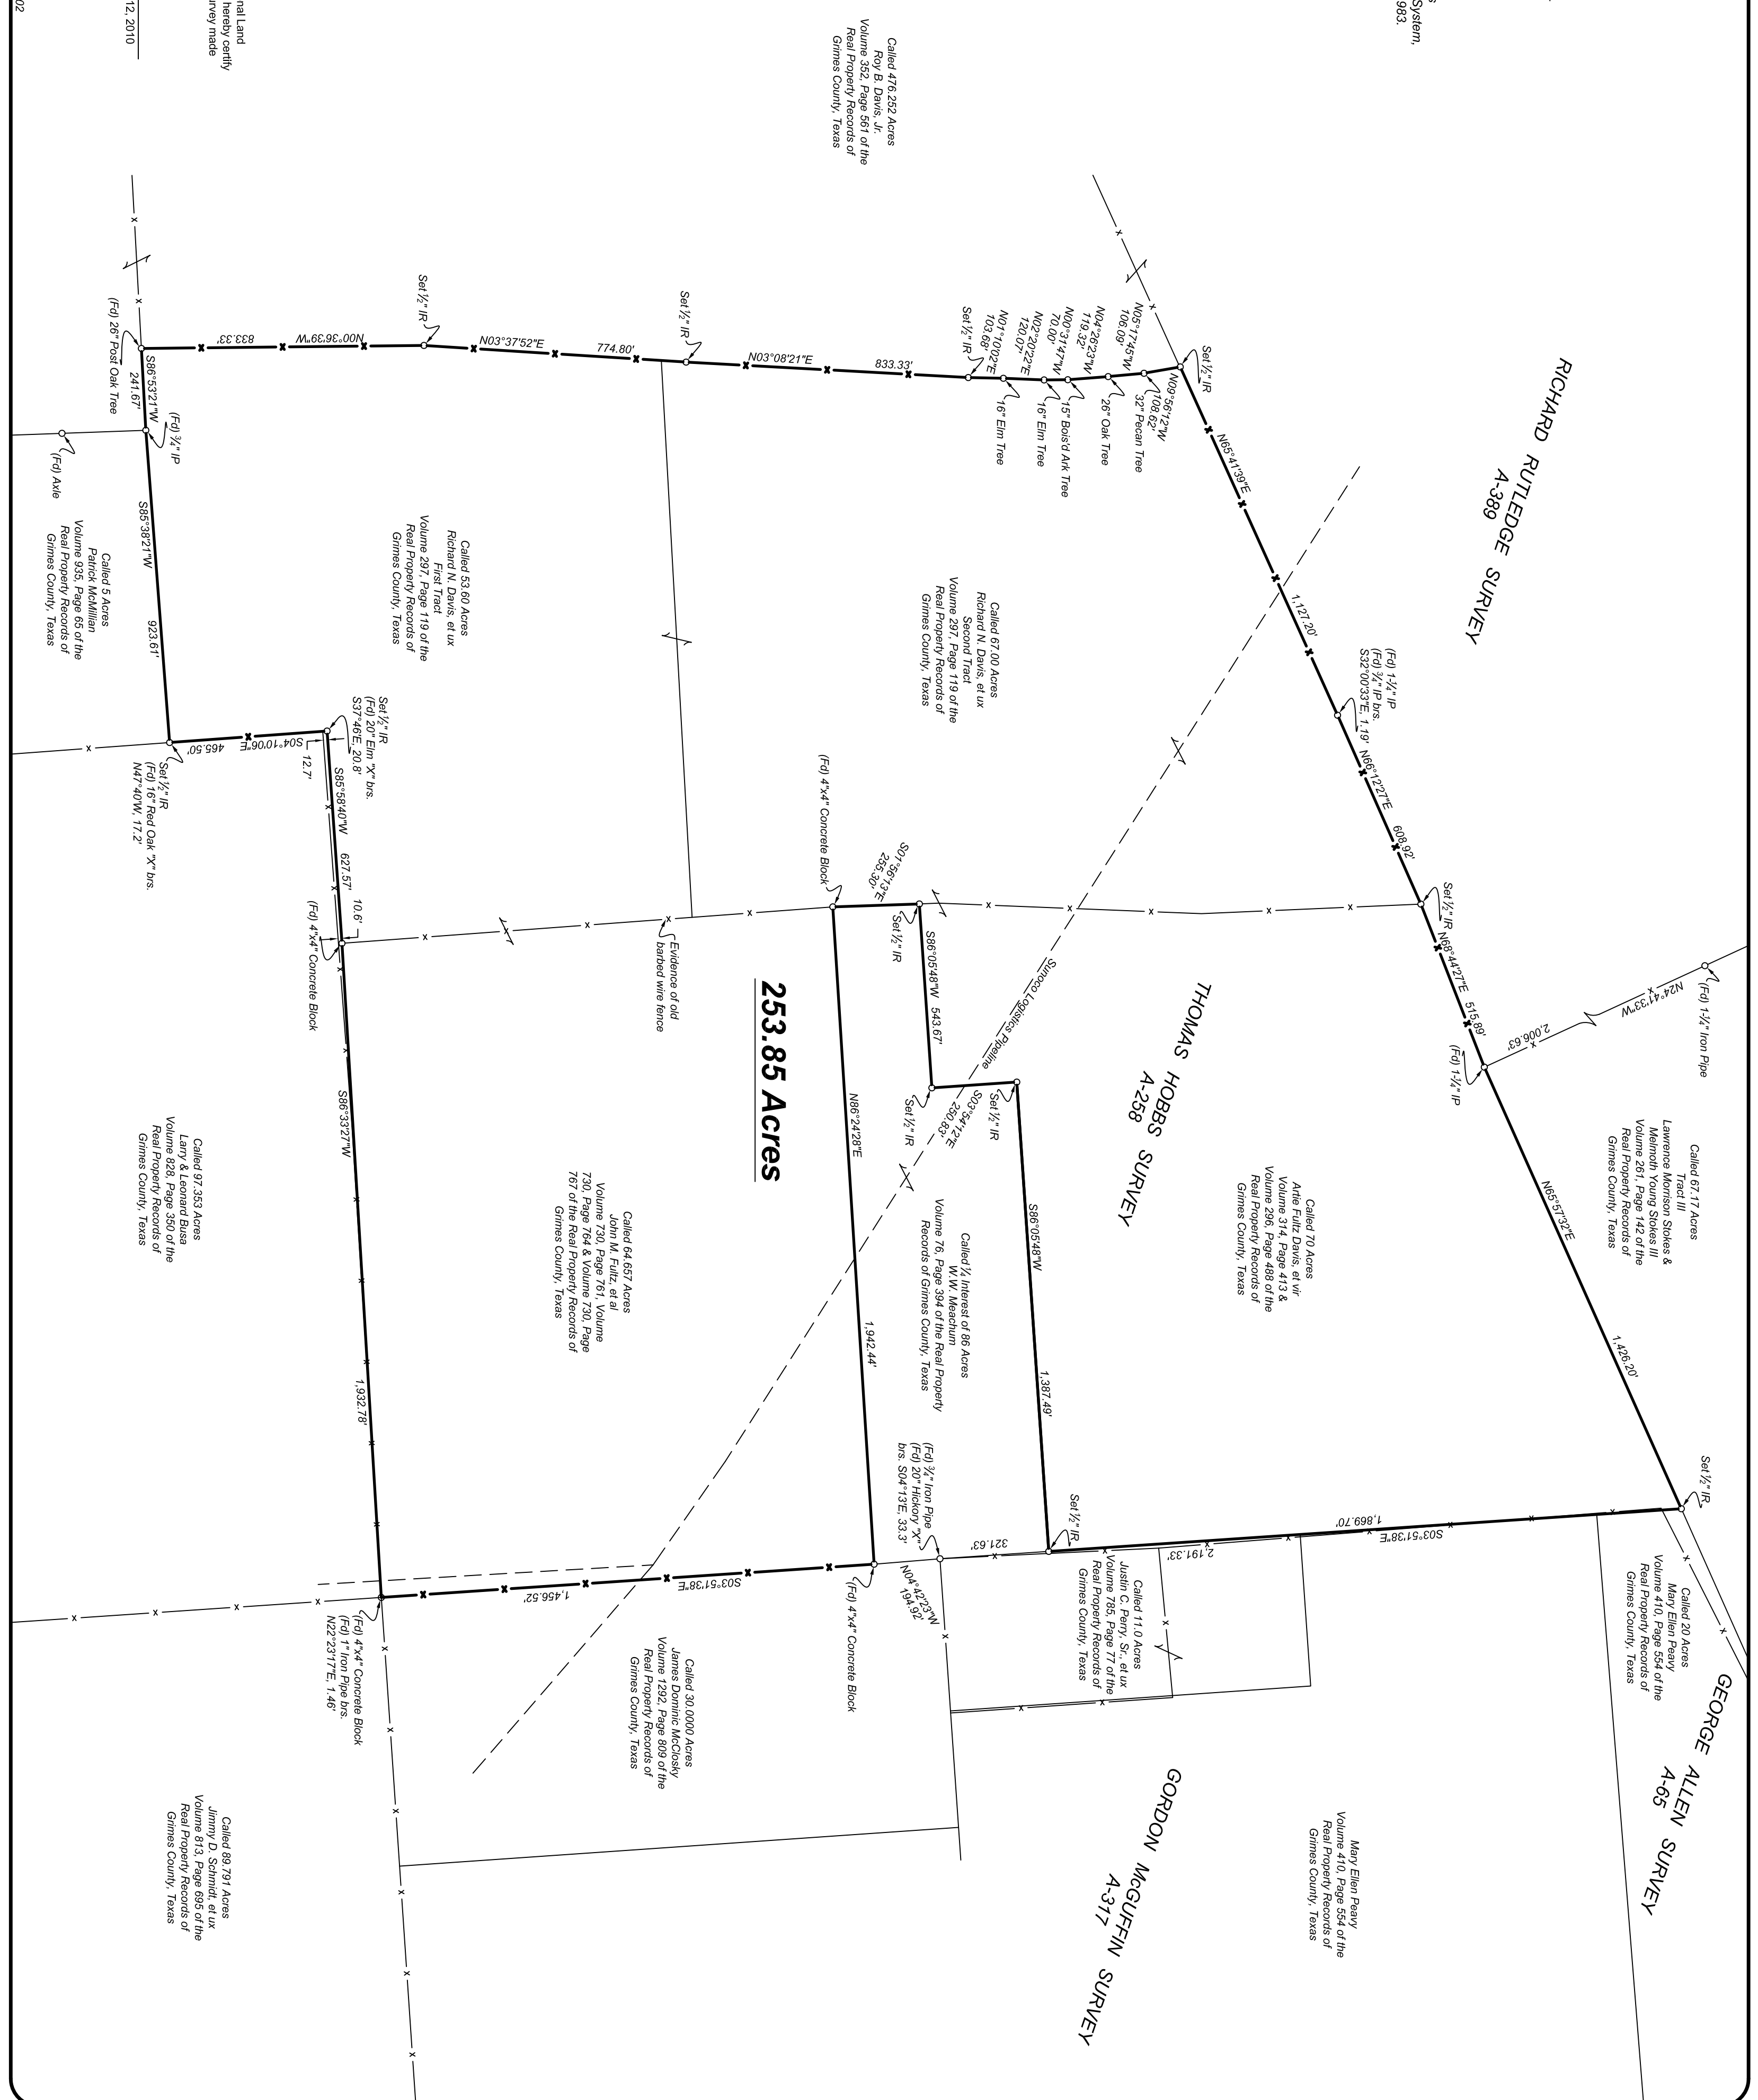 System,
983.
nal Land
hereby certify
urvey made
12, 2010
02
Called 476.252 Acres
Roy B. Davis, Jr.
Volume 352, Page 561 of the
Real Property Records of
Grimes County, Texas
RICHARD RUTLEDGE SURVEY
A-389
GEORGE ALLEN SURVEY
A-65
THOMAS HOBBS SURVEY
A-258
GORDON McGUFFIN SURVEY
A-317
253.85 Acres
Called 67.17 Acres
Tract III
Lawrence Morrison Stokes &
Melmoth Young Stokes III
Volume 261, Page 142 of the
Real Property Records of
Grimes County, Texas
Called 20 Acres
Mary Ellen Peavy
Volume 410, Page 554 of the
Real Property Records of
Grimes County, Texas
Mary Ellen Peavy
Volume 410, Page 554 of the
Real Property Records of
Grimes County, Texas
Called 70 Acres
Artie Fultz Davis, et vir
Volume 314, Page 413 &
Volume 296, Page 488 of the
Real Property Records of
Grimes County, Texas
Called 11.0 Acres
Justin C. Perry, Sr., et ux
Volume 785, Page 77 of the
Real Property Records of
Grimes County, Texas
Called 67.00 Acres
Richard N. Davis, et ux
Second Tract
Volume 297, Page 119 of the
Real Property Records of
Grimes County, Texas
Called ¼ Interest of 86 Acres
W.W. Meachum
Volume 76, Page 394 of the Real Property
Records of Grimes County, Texas
Called 53.60 Acres
Richard N. Davis, et ux
First Tract
Volume 297, Page 119 of the
Real Property Records of
Grimes County, Texas
Called 64.657 Acres
John M. Fultz, et al
Volume 730, Page 761, Volume
730, Page 764 & Volume 730, Page
767 of the Real Property Records of
Grimes County, Texas
Called 30.0000 Acres
James Dominic McClosky
Volume 1292, Page 809 of the
Real Property Records of
Grimes County, Texas
Called 5 Acres
Patrick McMillian
Volume 935, Page 65 of the
Real Property Records of
Grimes County, Texas
Called 97.353 Acres
Larry & Leonard Busa
Volume 828, Page 350 of the
Real Property Records of
Grimes County, Texas
Called 89.791 Acres
Jimmy D. Schmidt, et ux
Volume 813, Page 695 of the
Real Property Records of
Grimes County, Texas
Sunoco Logistics Pipeline
Evidence of old
barbed wire fence
Set ½" IR
N65°41'39"E
1,127.20'
(Fd) 1-¼" IP
(Fd) ¾" IP brs.
S32°00'33"E, 1.19'
N66°12'27"E
608.92'
Set ½" IR
N68°44'27"E
515.89'
(Fd) 1-¼" IP
(Fd) 1-¼" Iron Pipe
N24°41'33"W
2,006.63'
N65°57'32"E
1,426.20'
Set ½" IR
1,869.70'
S03°51'38"E
2,191.33'
321.63'
Set ½" IR
(Fd) ¾" Iron Pipe
(Fd) 20" Hickory "X"
brs. S04°13'E, 33.3'
N04°42'23"W
194.92'
S86°05'48"W
1,387.49'
Set ½" IR
S03°54'12"E
250.83'
Set ½" IR
S86°05'48"W
543.67'
Set ½" IR
S01°56'13"E
255.30'
(Fd) 4"x4" Concrete Block
N86°24'28"E
1,942.44'
(Fd) 4"x4" Concrete Block
S03°51'38"E
1,456.52'
(Fd) 4"x4" Concrete Block
(Fd) 1" Iron Pipe brs.
N22°23'17"E, 1.46'
S86°33'27"W
1,932.78'
(Fd) 4"x4" Concrete Block
10.6'
S85°58'40"W
627.57'
12.7'
Set ½" IR
(Fd) 20" Elm "X" brs.
S37°46'E, 20.8'
S04°10'06"E
465.50'
Set ½" IR
(Fd) 16" Red Oak "X" brs.
N47°40'W, 17.2'
S85°38'21"W
923.61'
(Fd) ¾" IP
(Fd) Axle
S86°53'21"W
241.67'
(Fd) 26" Post Oak Tree
N00°36'39"W
833.33'
Set ½" IR
N03°37'52"E
774.80'
Set ½" IR
N03°08'21"E
833.33'
Set ½" IR
N01°10'02"E
103.68'
16" Elm Tree
N02°20'22"E
120.07'
16" Elm Tree
N00°31'47"W
70.00'
15" Bois'd Ark Tree
N04°26'23"W
119.32'
26" Oak Tree
N05°17'45"W
106.09'
32" Pecan Tree
N09°56'12"W
108.62'